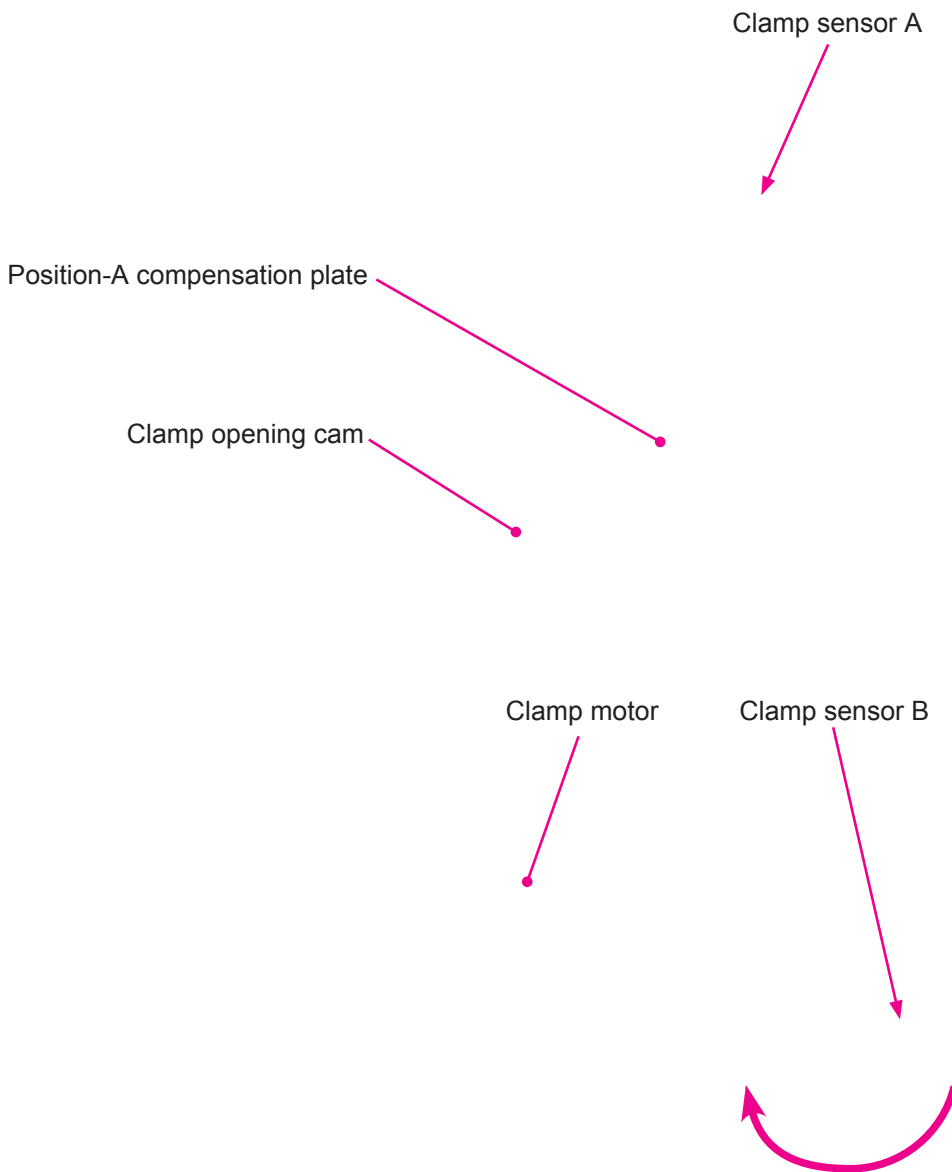 Clamp sensor A
Position-A compensation plate
Clamp opening cam
Clamp motor
Clamp sensor B